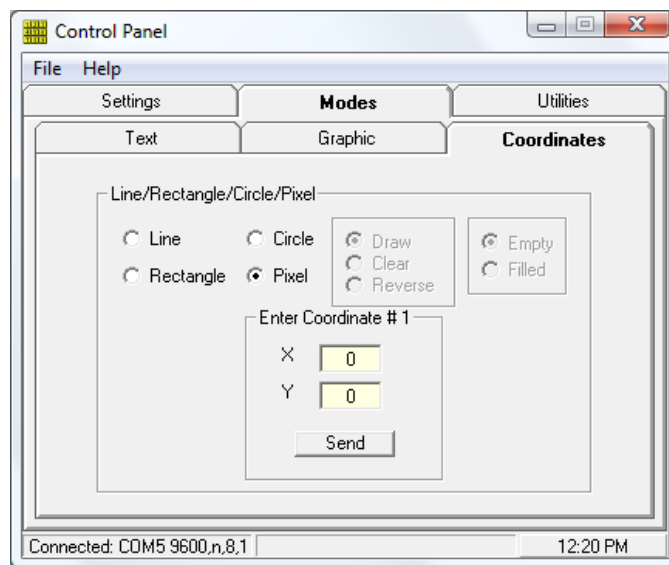 Control Panel
File Help
Settings Modes Utilities
Text Graphic Coordinates
Line/Rectangle/Circle/Pixel
Line Circle Draw Empty
Clear
Rectangle Pixel Filled
Reverse
Enter Coordinate # 1
X 0
Y 0
Send
Connected: COM5 9600,n,8,1 12:20 PM